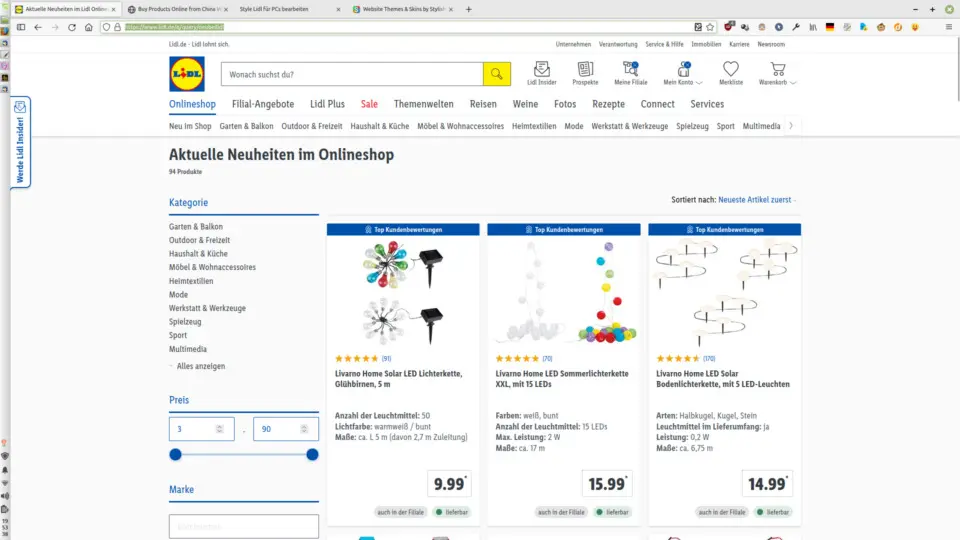 Aktuelle Neuheiten im Onlin
Buy Products Online from China W
Style Lidl für PCs bearbeiten
Website Themes & Skins by Stylis
Lidl.de - Lidl lohnt sich.
Unternehmen Verantwortung Service & Hilfe Immobilien Karriere Newsroom
LIDL
Wonach suchst du?
Lidl Insider Prospekte Meine Filiale Mein Konto Merkliste Warenkorb
Onlineshop Filial-Angebote Lidl Plus Sale Themenwelten Reisen Weine Fotos Rezepte Connect Services
Neu im Shop Garten & Balkon Outdoor & Freizeit Haushalt & Küche Möbel & Wohnaccessoires Heimtextilien Mode Werkstatt & Werkzeuge Spielzeug Sport Multimedia
Werde Lidl Insider!
Aktuelle Neuheiten im Onlineshop
94 Produkte
Sortiert nach: Neueste Artikel zuerst
Kategorie
Garten & Balkon
Outdoor & Freizeit
Haushalt & Küche
Möbel & Wohnaccessoires
Heimtextilien
Mode
Werkstatt & Werkzeuge
Spielzeug
Sport
Multimedia
Alles anzeigen
Preis
3 - 90
Marke
Top Kundenbewertungen
(91)
Livarno Home Solar LED Lichterkette,
Glühbirnen, 5 m
Anzahl der Leuchtmittel: 50
Lichtfarbe: warmweiß / bunt
Maße: ca. L 5 m (davon 2,7 m Zuleitung)
9.99*
auch in der Filiale lieferbar
Top Kundenbewertungen
(70)
Livarno Home LED Sommerlichterkette
XXL, mit 15 LEDs
Farben: weiß, bunt
Anzahl der Leuchtmittel: 15 LEDs
Max. Leistung: 2 W
Maße: ca. 17 m
15.99*
auch in der Filiale lieferbar
Top Kundenbewertungen
(170)
Livarno Home LED Solar
Bodenlichterkette, mit 5 LED-Leuchten
Arten: Halbkugel, Kugel, Stein
Leuchtmittel im Lieferumfang: ja
Leistung: 0,2 W
Maße: ca. 6,75 m
14.99*
auch in der Filiale lieferbar
19
53
38